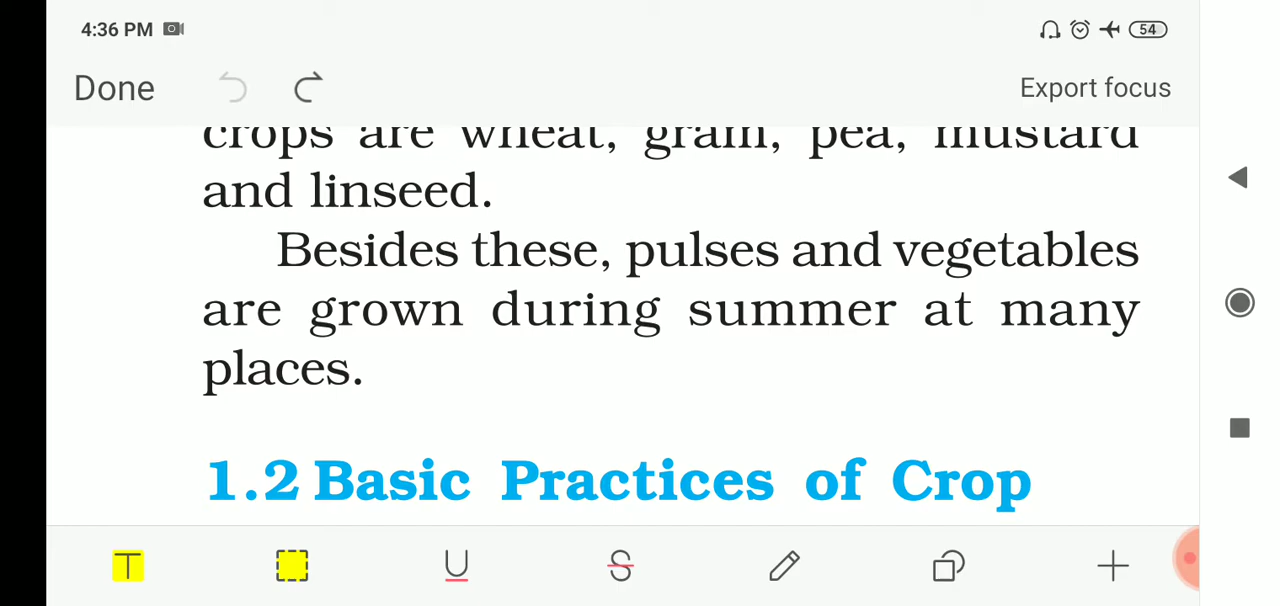 4:36 PM
54
Done
Export focus
crops are wheat, gram, pea, mustard
and linseed.
Besides these, pulses and vegetables
are grown during summer at many
places.
1.2 Basic Practices of Crop
T
U
S